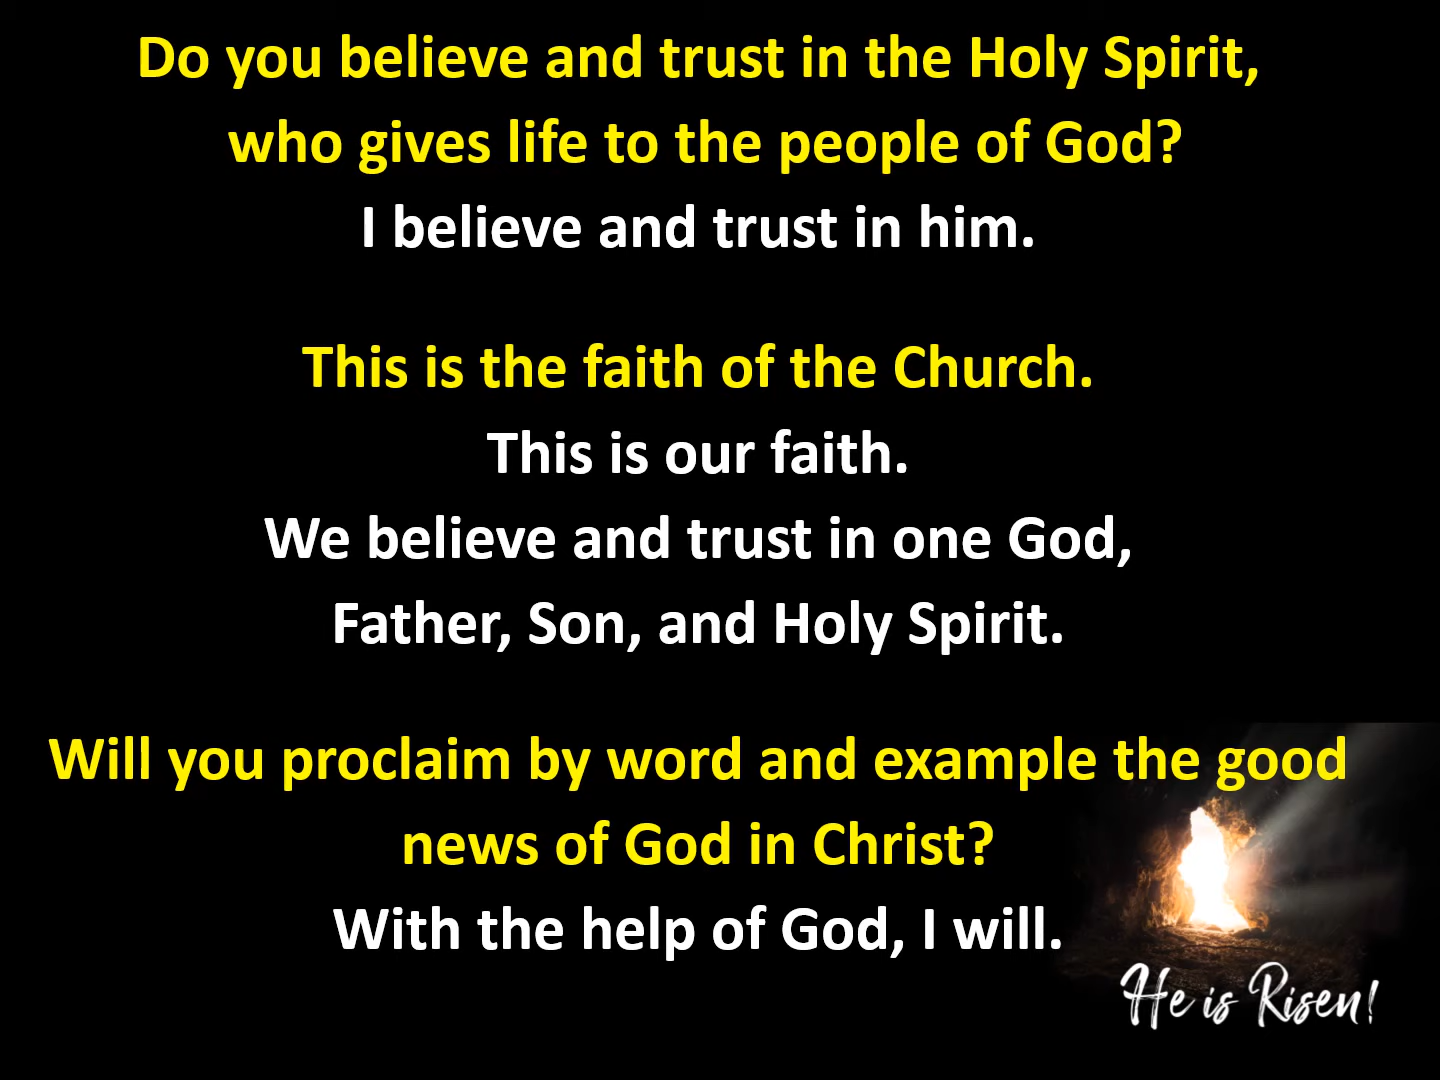 Do you believe and trust in the Holy Spirit,
who gives life to the people of God?
I believe and trust in him.
This is the faith of the Church.
This is our faith.
We believe and trust in one God,
Father, Son, and Holy Spirit.
Will you proclaim by word and example the good
news of God in Christ?
With the help of God, I will.
He is Risen!